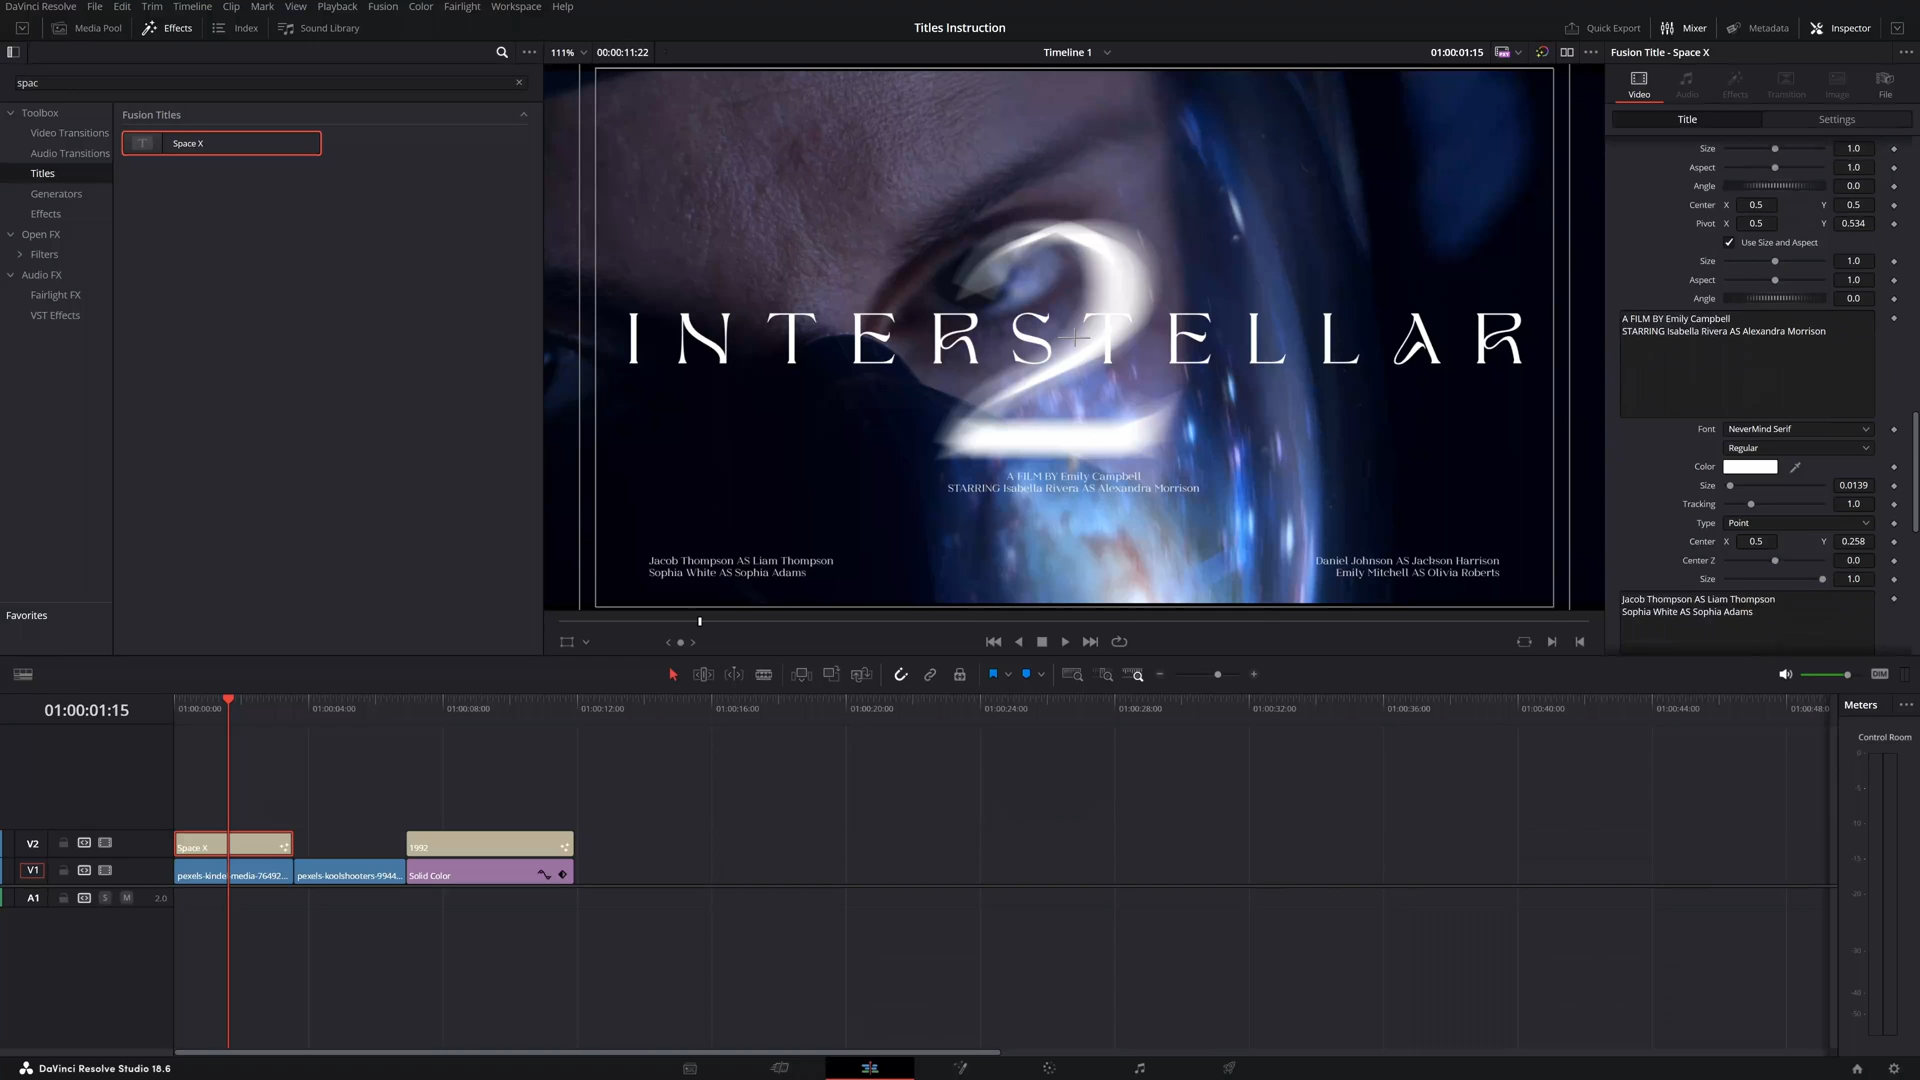 DaVinci Resolve File Edit Trim Timeline Clip Mark View Playback Fusion Color Fairlight Workspace Help
Media Pool Effects Index Sound Library Titles Instruction Quick Export Mixer Metadata Inspector
111% 00:00:11:22 Timeline 1 01:00:01:15 Fusion Title - Space X
spac
Video Audio Effects Transition Image File
Title Settings
Toolbox
Video Transitions
Audio Transitions
Titles
Generators
Effects
Open FX
Filters
Audio FX
Fairlight FX
VST Effects
Favorites
Fusion Titles
T Space X
2
INTERSTELLAR
A FILM BY Emily Campbell
STARRING Isabella Rivera AS Alexandra Morrison
Jacob Thompson AS Liam Thompson
Sophia White AS Sophia Adams
Daniel Johnson AS Jackson Harrison
Emily Mitchell AS Olivia Roberts
Size 1.0
Aspect 1.0
Angle 0.0
Center X 0.5 Y 0.5
Pivot X 0.5 Y 0.534
Use Size and Aspect
Size 1.0
Aspect 1.0
Angle 0.0
A FILM BY Emily Campbell
STARRING Isabella Rivera AS Alexandra Morrison
Font NeverMind Serif
Regular
Color
Size 0.0139
Tracking 1.0
Type Point
Center X 0.5 Y 0.258
Center Z 0.0
Size 1.0
Jacob Thompson AS Liam Thompson
Sophia White AS Sophia Adams
DIM
01:00:01:15
01:00:00:00 01:00:04:00 01:00:08:00 01:00:12:00 01:00:16:00 01:00:20:00 01:00:24:00 01:00:28:00 01:00:32:00 01:00:36:00 01:00:40:00 01:00:44:00 01:00:48:0
Meters
Control Room
0
-5
-10
-15
-20
-30
-40
-50
V2 Space X 1992
V1 pexels-kinde-media-76492... pexels-koolshooters-9944... Solid Color
A1 S M 2.0
DaVinci Resolve Studio 18.6